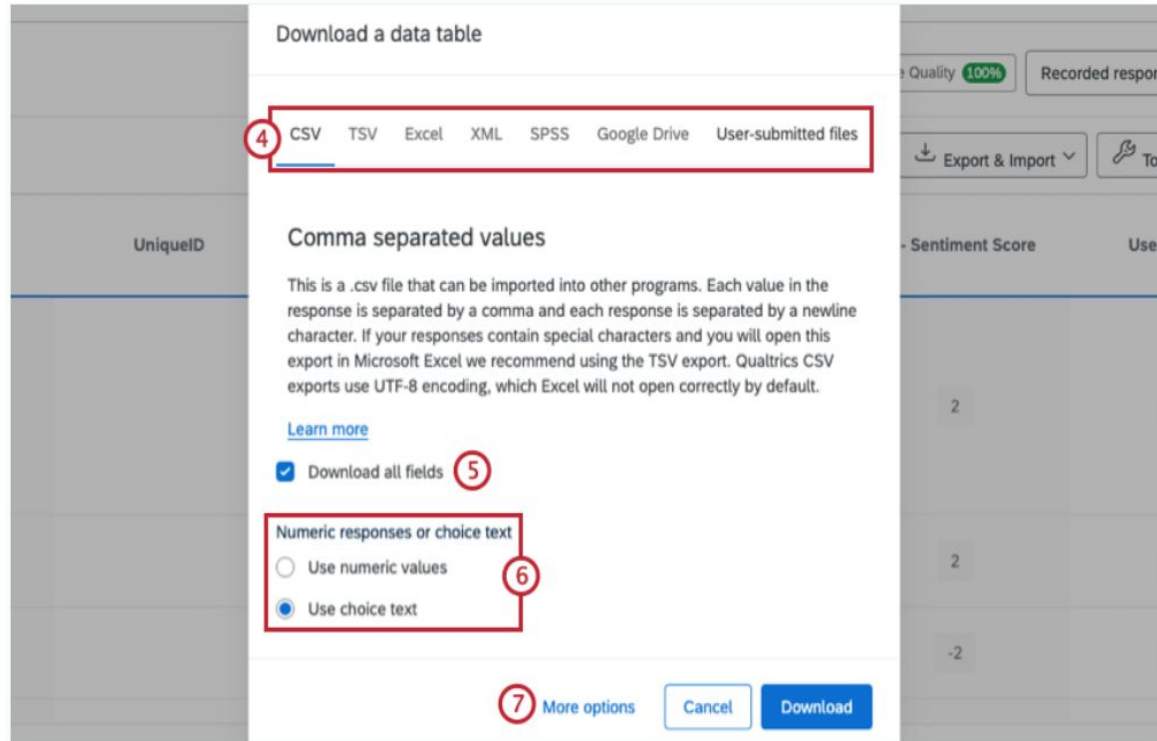 Download a data table
Quality 100%
Recorded
4
CSV TSV Excel XML SPSS Google Drive User-submitted files
Export & Import
UniqueID
- Sentiment Score
Comma separated values
This is a .csv file that can be imported into other programs. Each value in the
response is separated by a comma and each response is separated by a newline
character. If your responses contain special characters and you will open this
export in Microsoft Excel we recommend using the TSV export. Qualtrics CSV
exports use UTF-8 encoding, which Excel will not open correctly by default.
2
Learn more
Download all fields 5
Numeric responses or choice text
Use numeric values
6
2
Use choice text
-2
7 More options Cancel Download